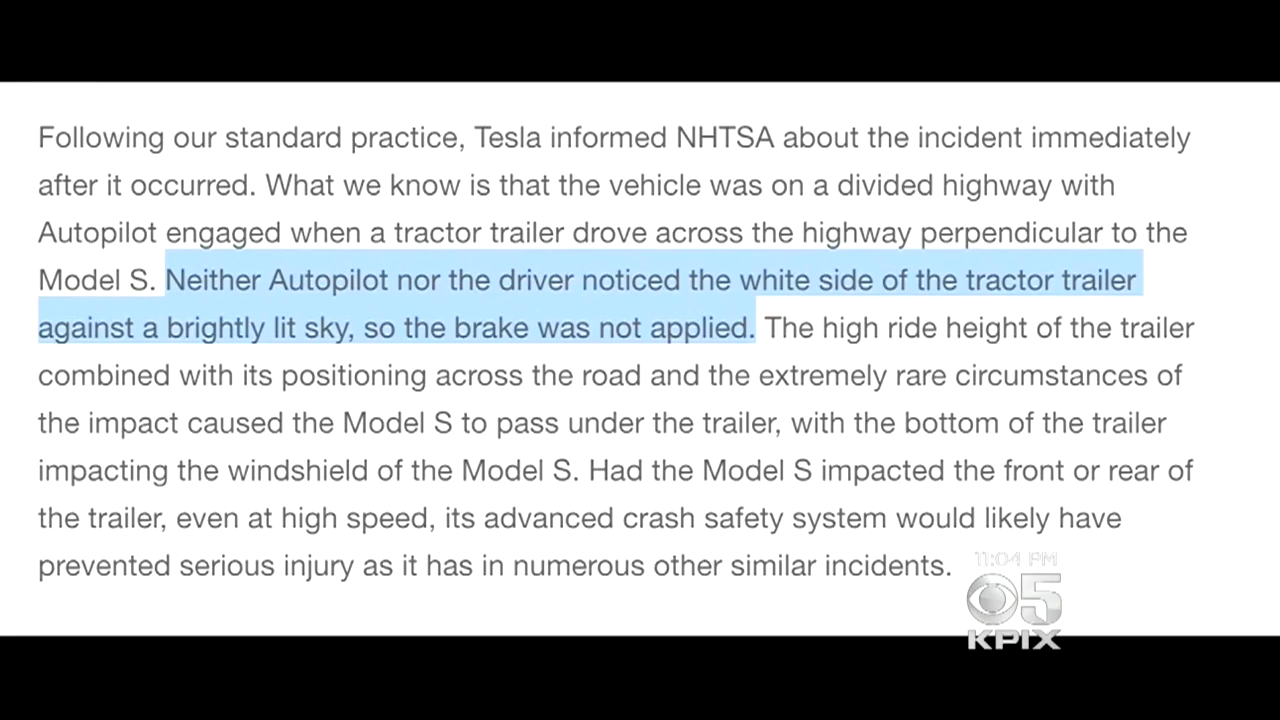 Following our standard practice, Tesla informed NHTSA about the incident immediately
after it occurred. What we know is that the vehicle was on a divided highway with
Autopilot engaged when a tractor trailer drove across the highway perpendicular to the
Model S. Neither Autopilot nor the driver noticed the white side of the tractor trailer
against a brightly lit sky, so the brake was not applied. The high ride height of the trailer
combined with its positioning across the road and the extremely rare circumstances of
the impact caused the Model S to pass under the trailer, with the bottom of the trailer
impacting the windshield of the Model S. Had the Model S impacted the front or rear of
the trailer, even at high speed, its advanced crash safety system would likely have
prevented serious injury as it has in numerous other similar incidents.
11:04 PM
5
KPIX